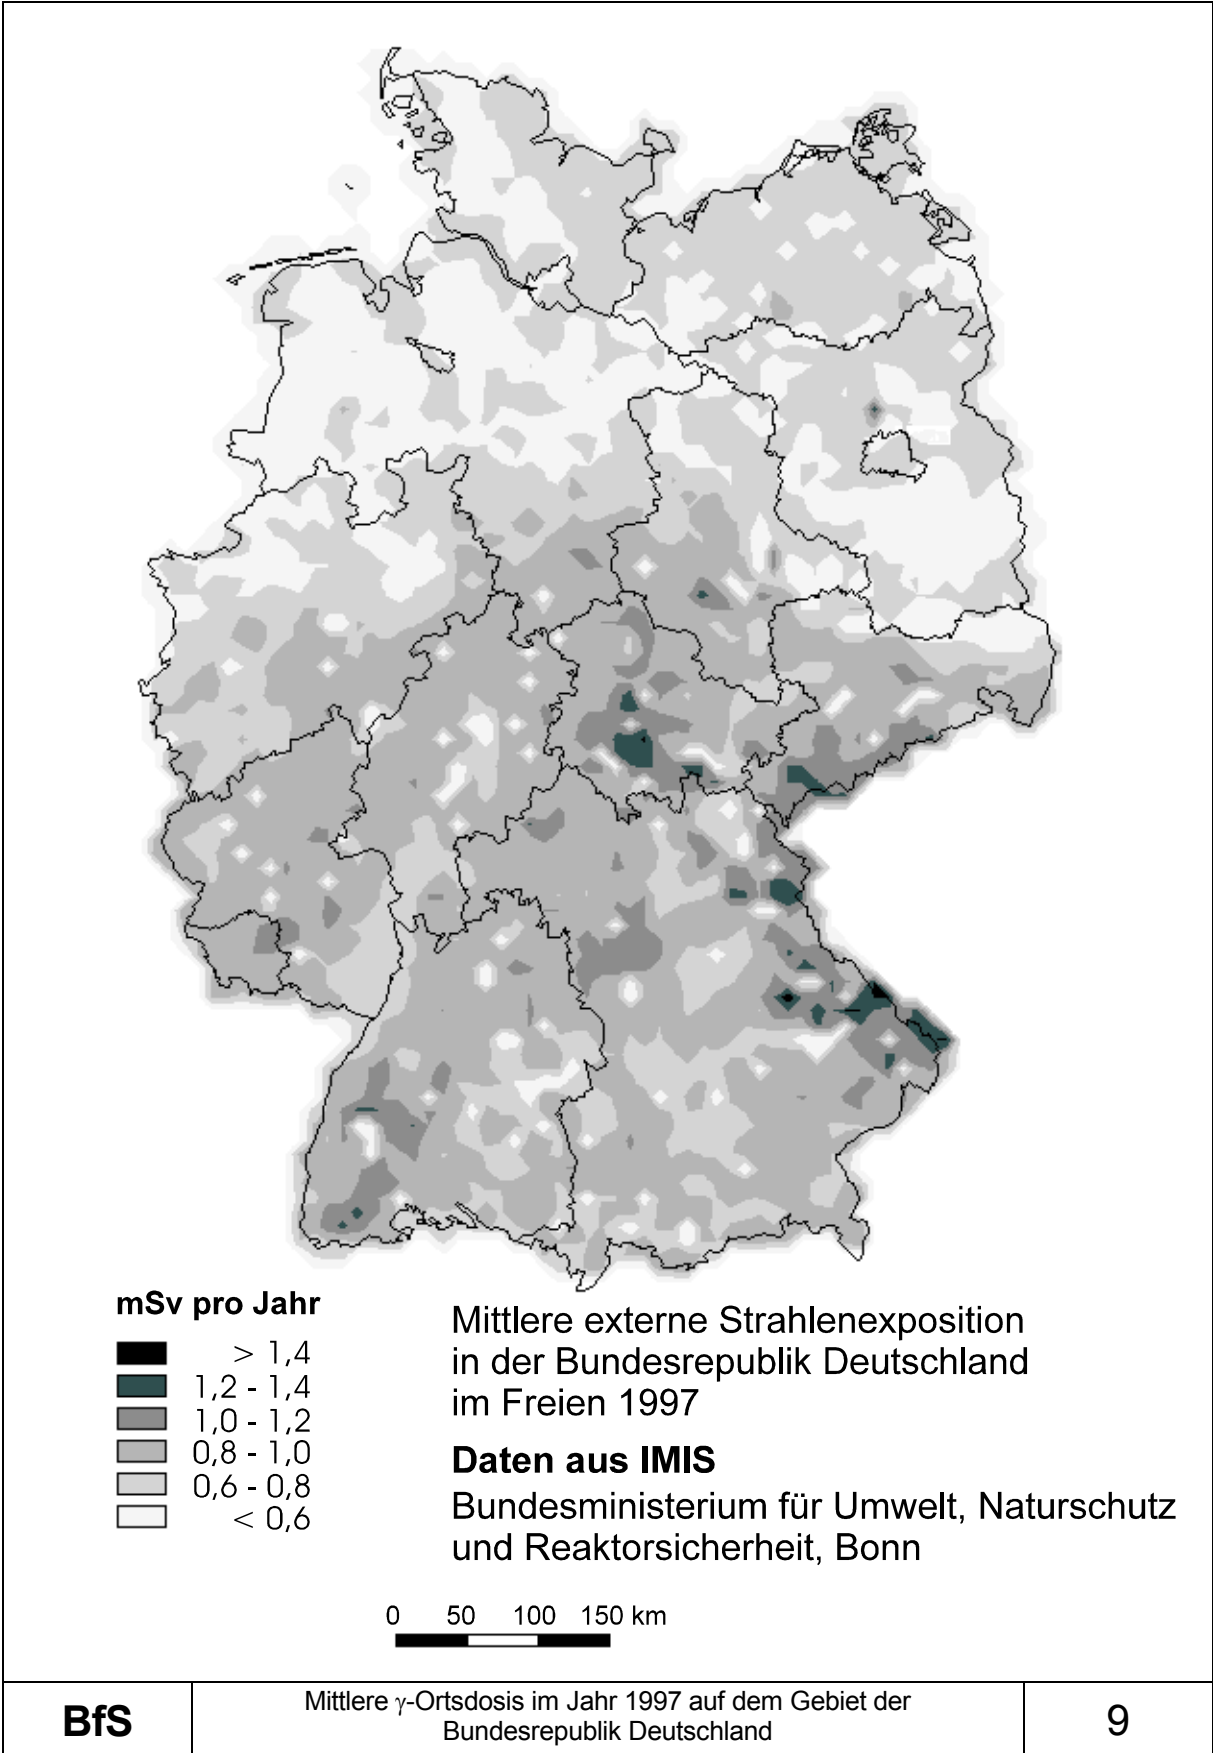 mSv pro Jahr
> 1,4
1,2 - 1,4
1,0 - 1,2
0,8 - 1,0
0,6 - 0,8
< 0,6
Mittlere externe Strahlenexposition
in der Bundesrepublik Deutschland
im Freien 1997
Daten aus IMIS
Bundesministerium für Umwelt, Naturschutz
und Reaktorsicherheit, Bonn
0 50 100 150 km
BfS
Mittlere γ-Ortsdosis im Jahr 1997 auf dem Gebiet der
Bundesrepublik Deutschland
9